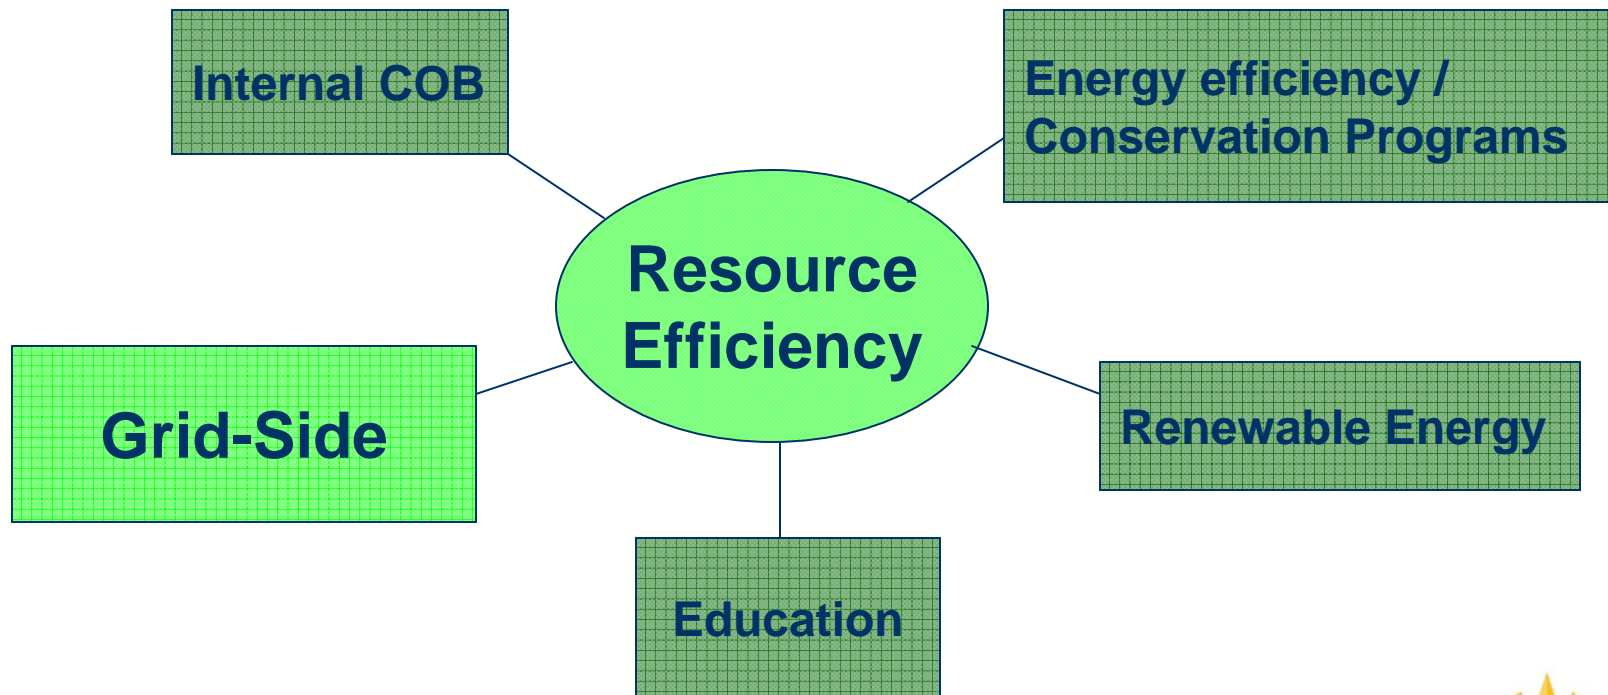 Internal COB
Energy efficiency /
Conservation Programs
Resource
Efficiency
Grid-Side
Renewable Energy
Education